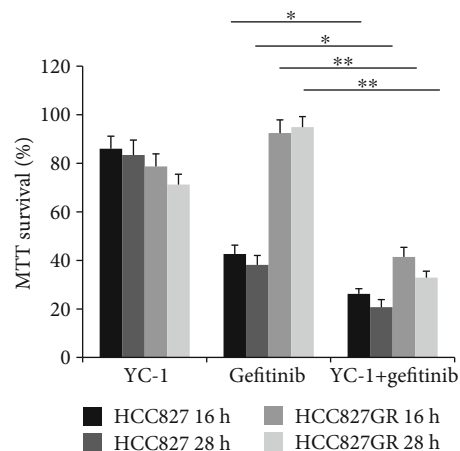 *
*
**
**
120
100
80
60
40
20
0
MTT survival (%)
YC-1 Gefitinib YC-1+gefitinib
HCC827 16 h HCC827GR 16 h
HCC827 28 h HCC827GR 28 h